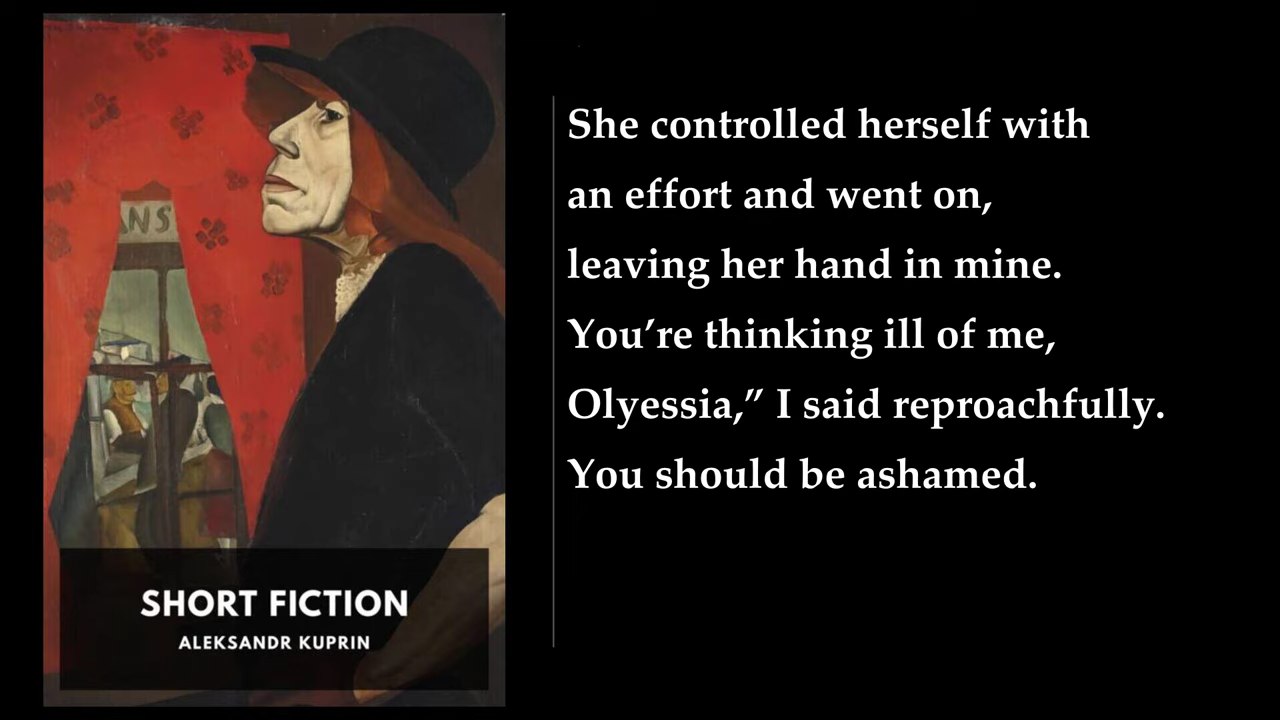 ANS
SHORT FICTION
ALEKSANDR KUPRIN
She controlled herself with
an effort and went on,
leaving her hand in mine.
You’re thinking ill of me,
Olyessia,” I said reproachfully.
You should be ashamed.